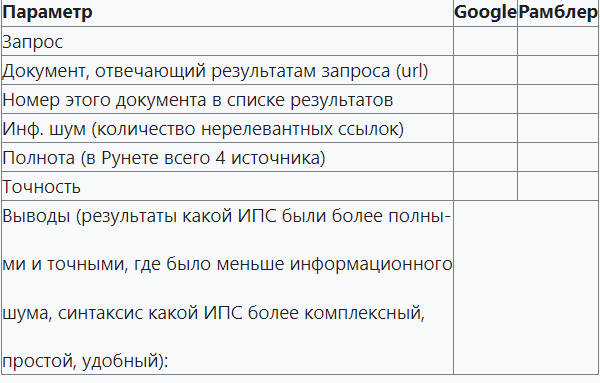 Параметр Google Рамблер
Запрос
Документ, отвечающий результатам запроса (url)
Номер этого документа в списке результатов
Инф. шум (количество нерелевантных ссылок)
Полнота (в Рунете всего 4 источника)
Точность
Выводы (результаты какой ИПС были более полны-
ми и точными, где было меньше информационного
шума, синтаксис какой ИПС более комплексный,
простой, удобный):